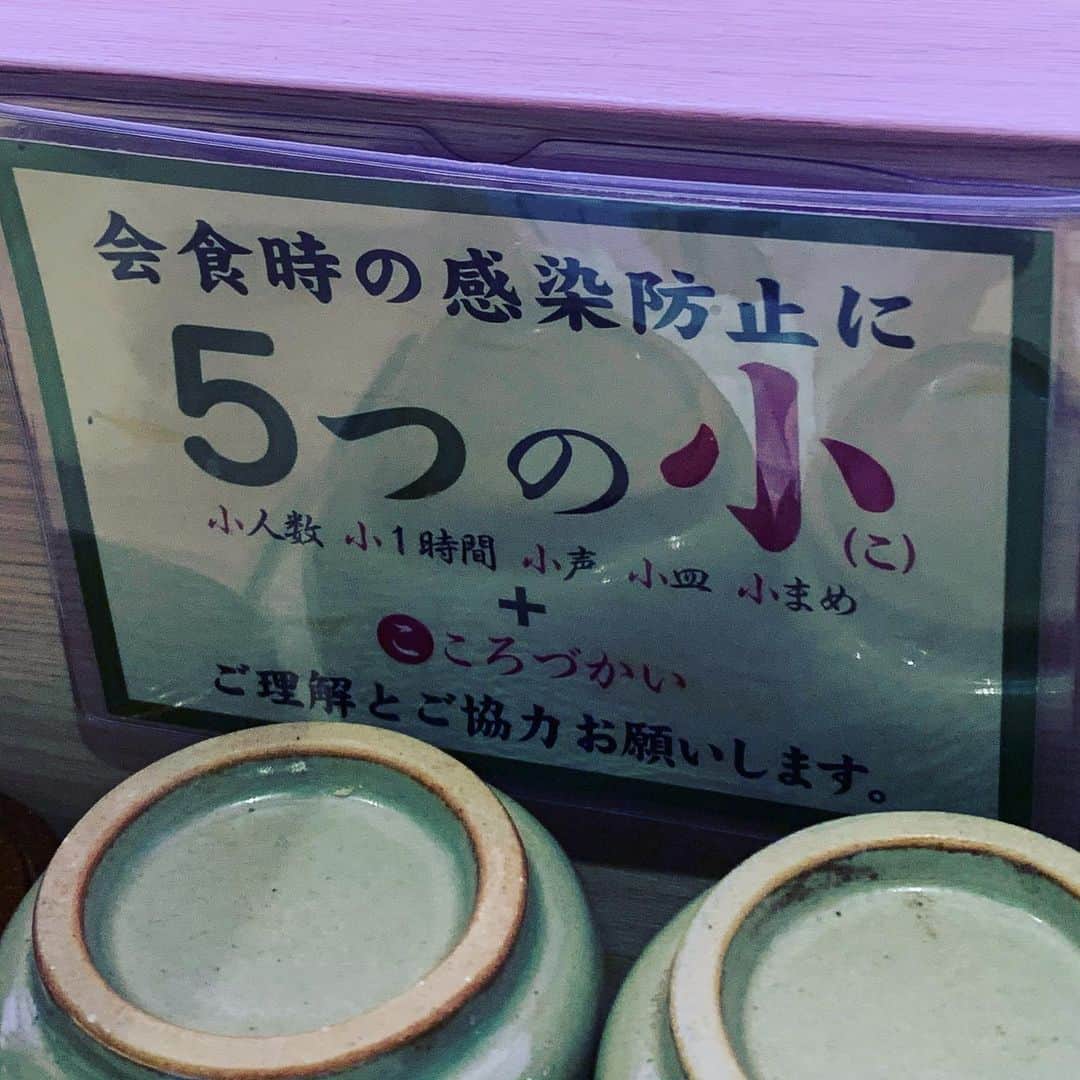 会食時の感染防止に
5つの小(こ)
小人数 小1時間 小声 小皿 小まめ
+
こころづかい
ご理解とご協力お願いします。